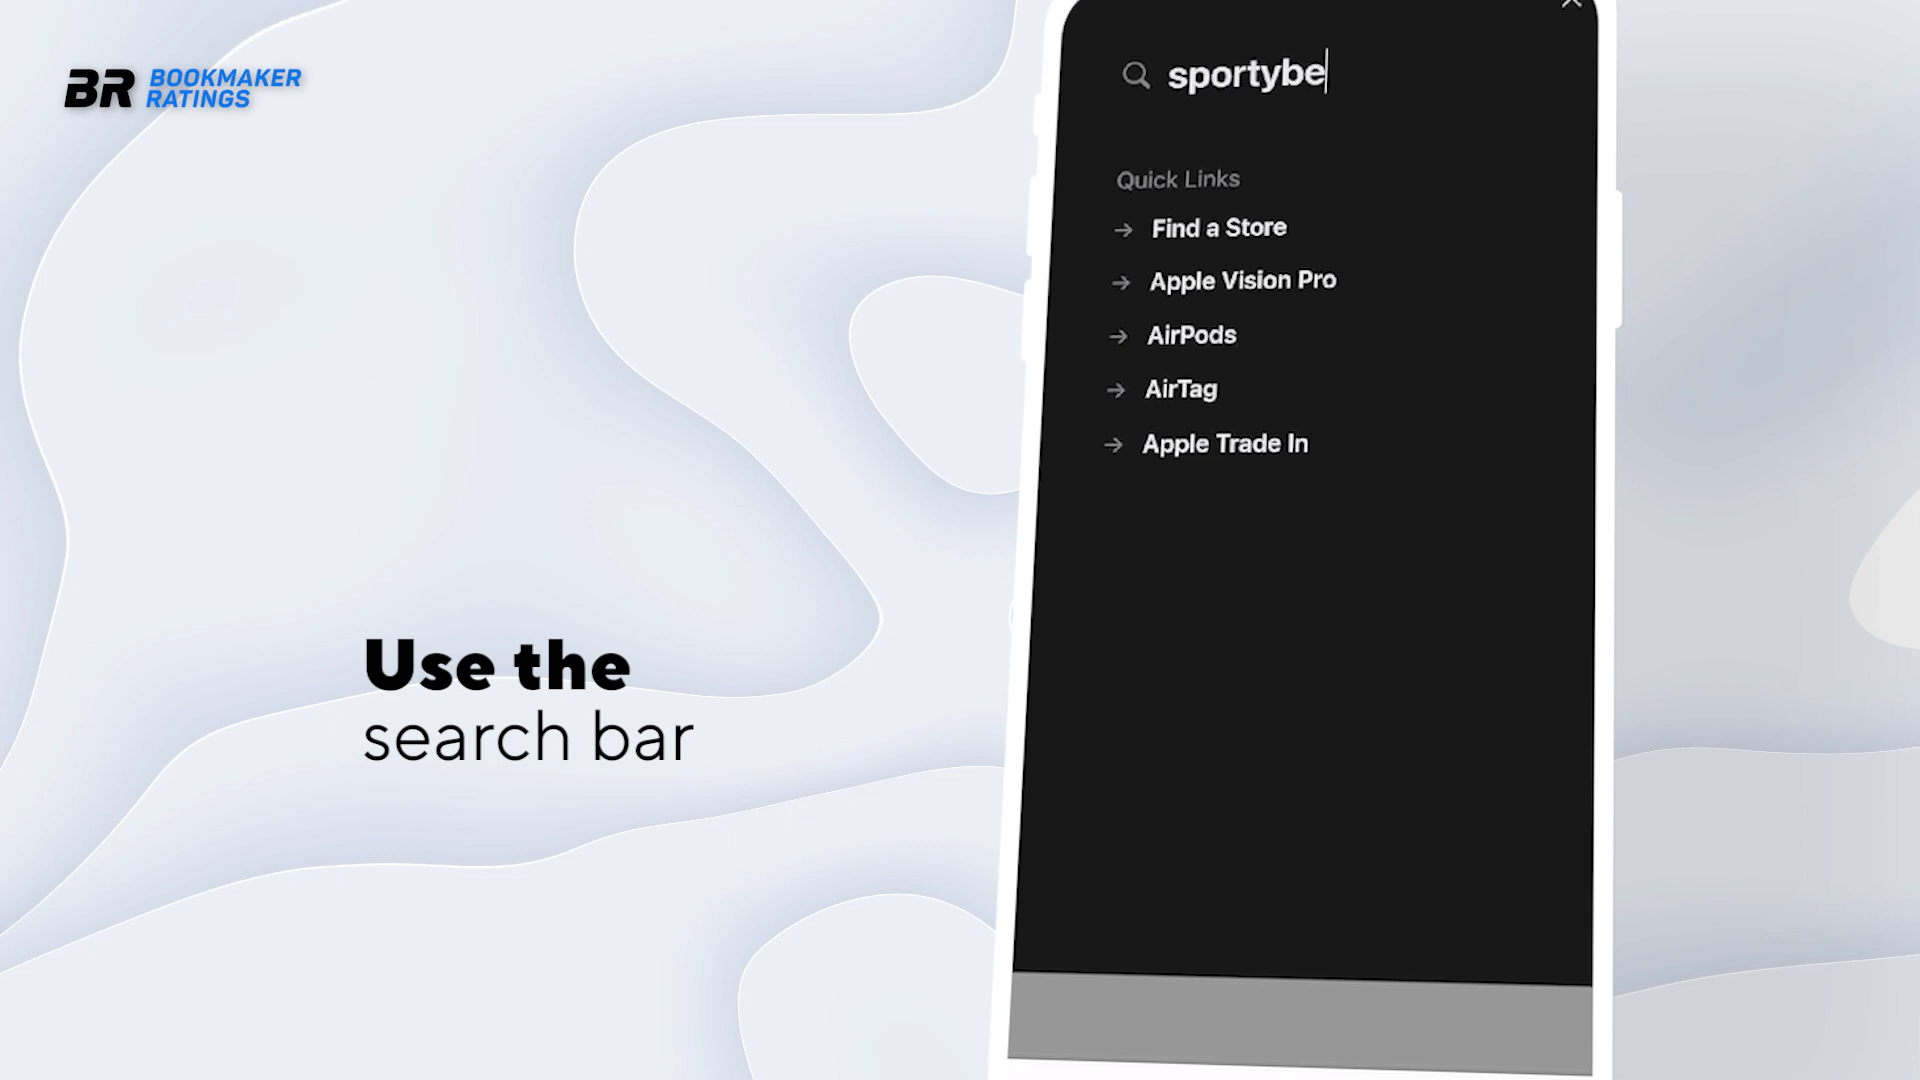 BR BOOKMAKER
RATINGS
sportybe
Quick Links
Find a Store
Apple Vision Pro
AirPods
AirTag
Apple Trade In
Use the
search bar